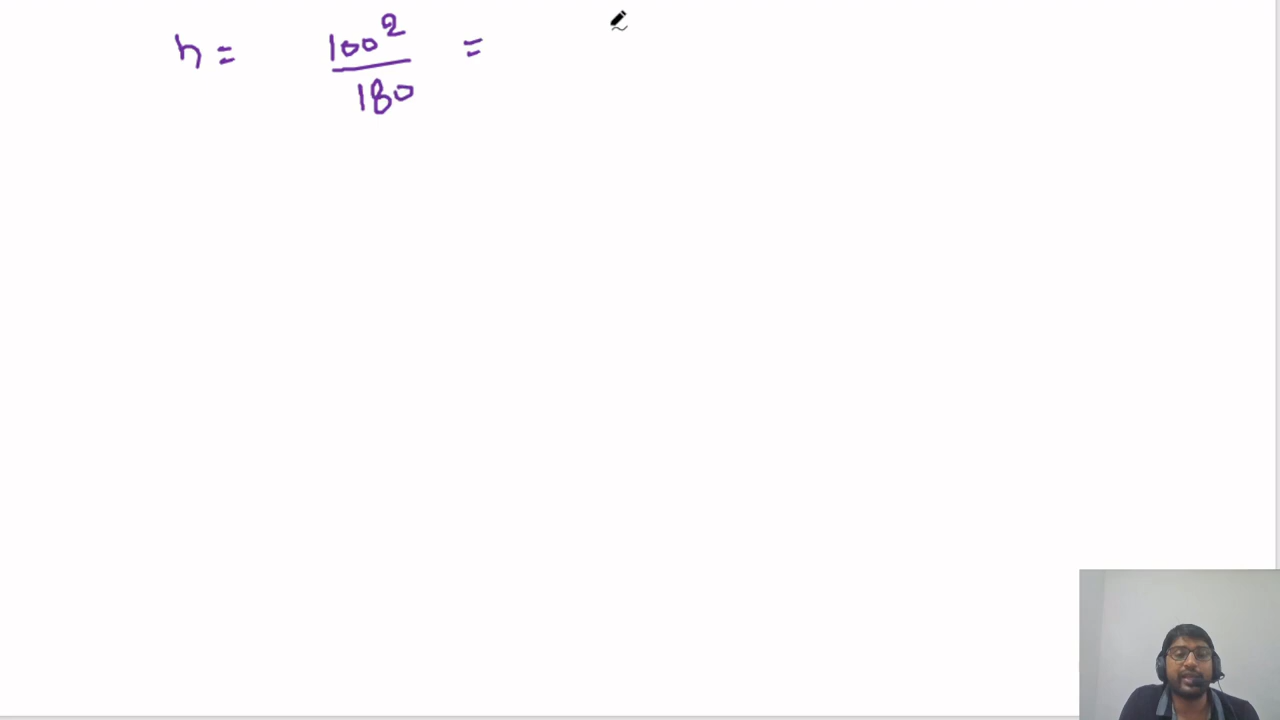 h = 100² / 180 =